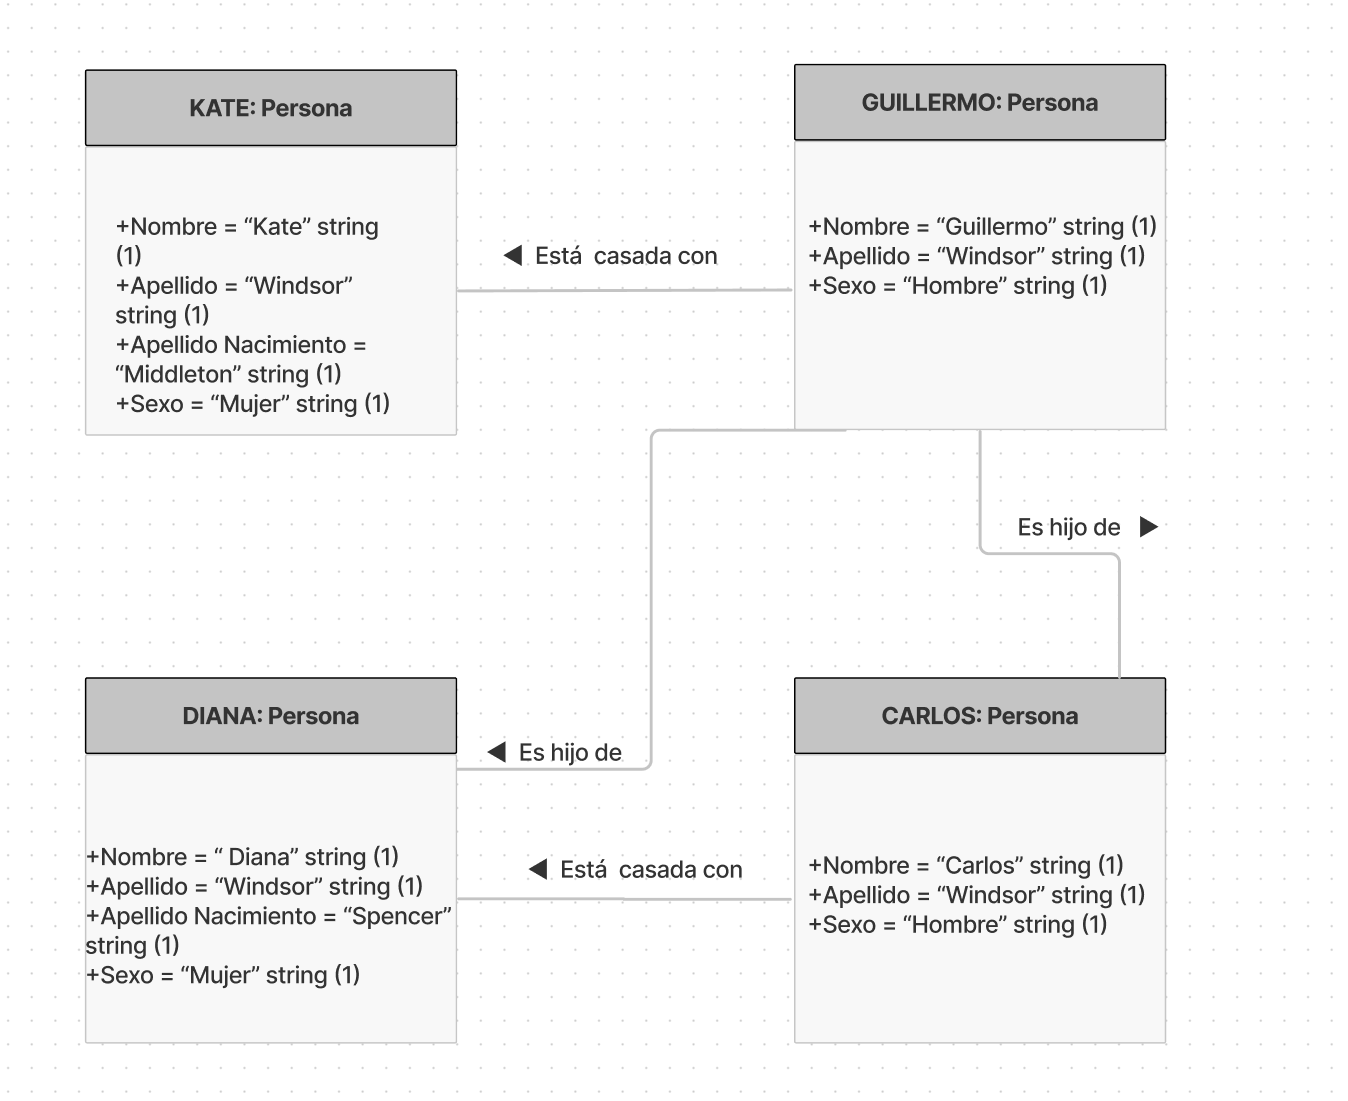 KATE: Persona
+Nombre = “Kate” string
(1)
+Apellido = “Windsor”
string (1)
+Apellido Nacimiento =
“Middleton” string (1)
+Sexo = “Mujer” string (1)
Está  casada con
GUILLERMO: Persona
+Nombre = “Guillermo” string (1)
+Apellido = “Windsor” string (1)
+Sexo = “Hombre” string (1)
Es hijo de
DIANA: Persona
+Nombre = “ Diana” string (1)
+Apellido = “Windsor” string (1)
+Apellido Nacimiento = “Spencer”
string (1)
+Sexo = “Mujer” string (1)
Es hijo de
Está  casada con
CARLOS: Persona
+Nombre = “Carlos” string (1)
+Apellido = “Windsor” string (1)
+Sexo = “Hombre” string (1)